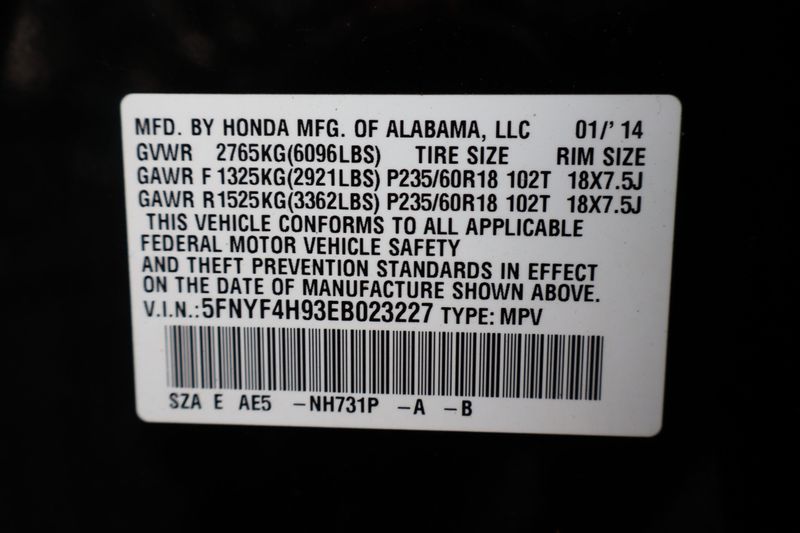 MFD. BY HONDA MFG. OF ALABAMA, LLC 01/'14
GVWR 2765KG(6096LBS) TIRE SIZE RIM SIZE
GAWR F 1325KG(2921LBS) P235/60R18 102T 18X7.5J
GAWR R 1525KG(3362LBS) P235/60R18 102T 18X7.5J
THIS VEHICLE CONFORMS TO ALL APPLICABLE
FEDERAL MOTOR VEHICLE SAFETY
AND THEFT PREVENTION STANDARDS IN EFFECT
ON THE DATE OF MANUFACTURE SHOWN ABOVE.
V.I.N.:5FNYF4H93EB023227 TYPE: MPV
SZA E AE5 -NH731P -A -B